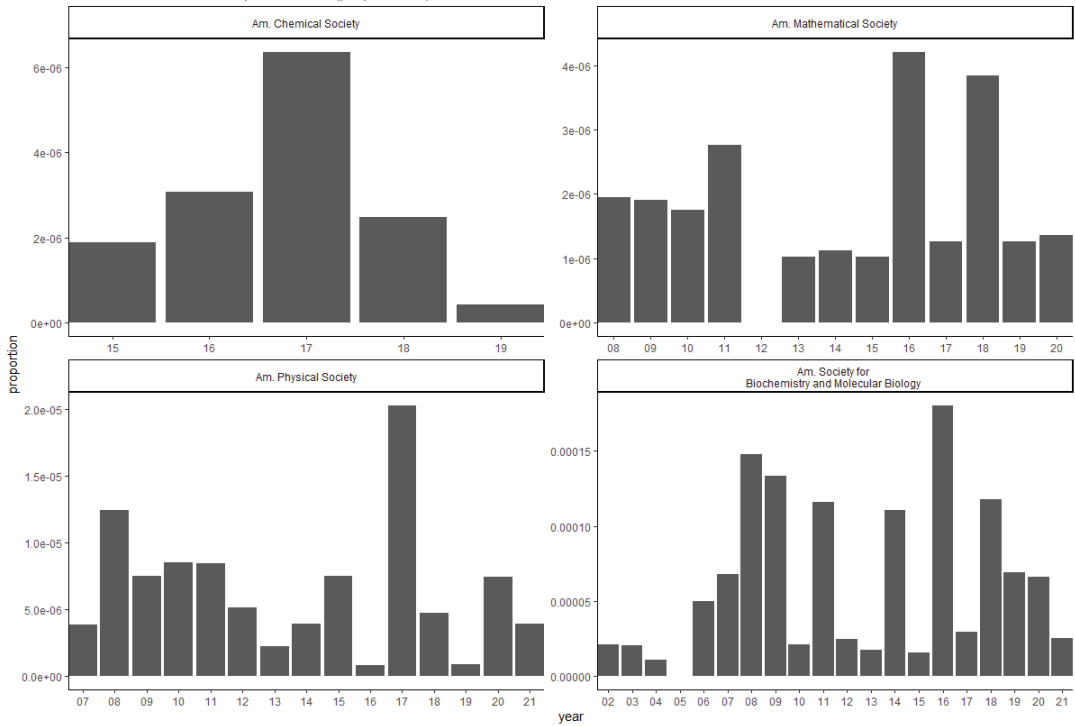 Am. Chemical Society
6e-06
4e-06
2e-06
0e+00
15 16 17 18 19
Am. Mathematical Society
4e-06
3e-06
2e-06
1e-06
0e+00
08 09 10 11 12 13 14 15 16 17 18 19 20
proportion
Am. Physical Society
2.0e-05
1.5e-05
1.0e-05
5.0e-06
0.0e+00
07 08 09 10 11 12 13 14 15 16 17 18 19 20 21
Am. Society for
Biochemistry and Molecular Biology
0.00015
0.00010
0.00005
0.00000
02 03 04 05 06 07 08 09 10 11 12 13 14 15 16 17 18 19 20 21
year